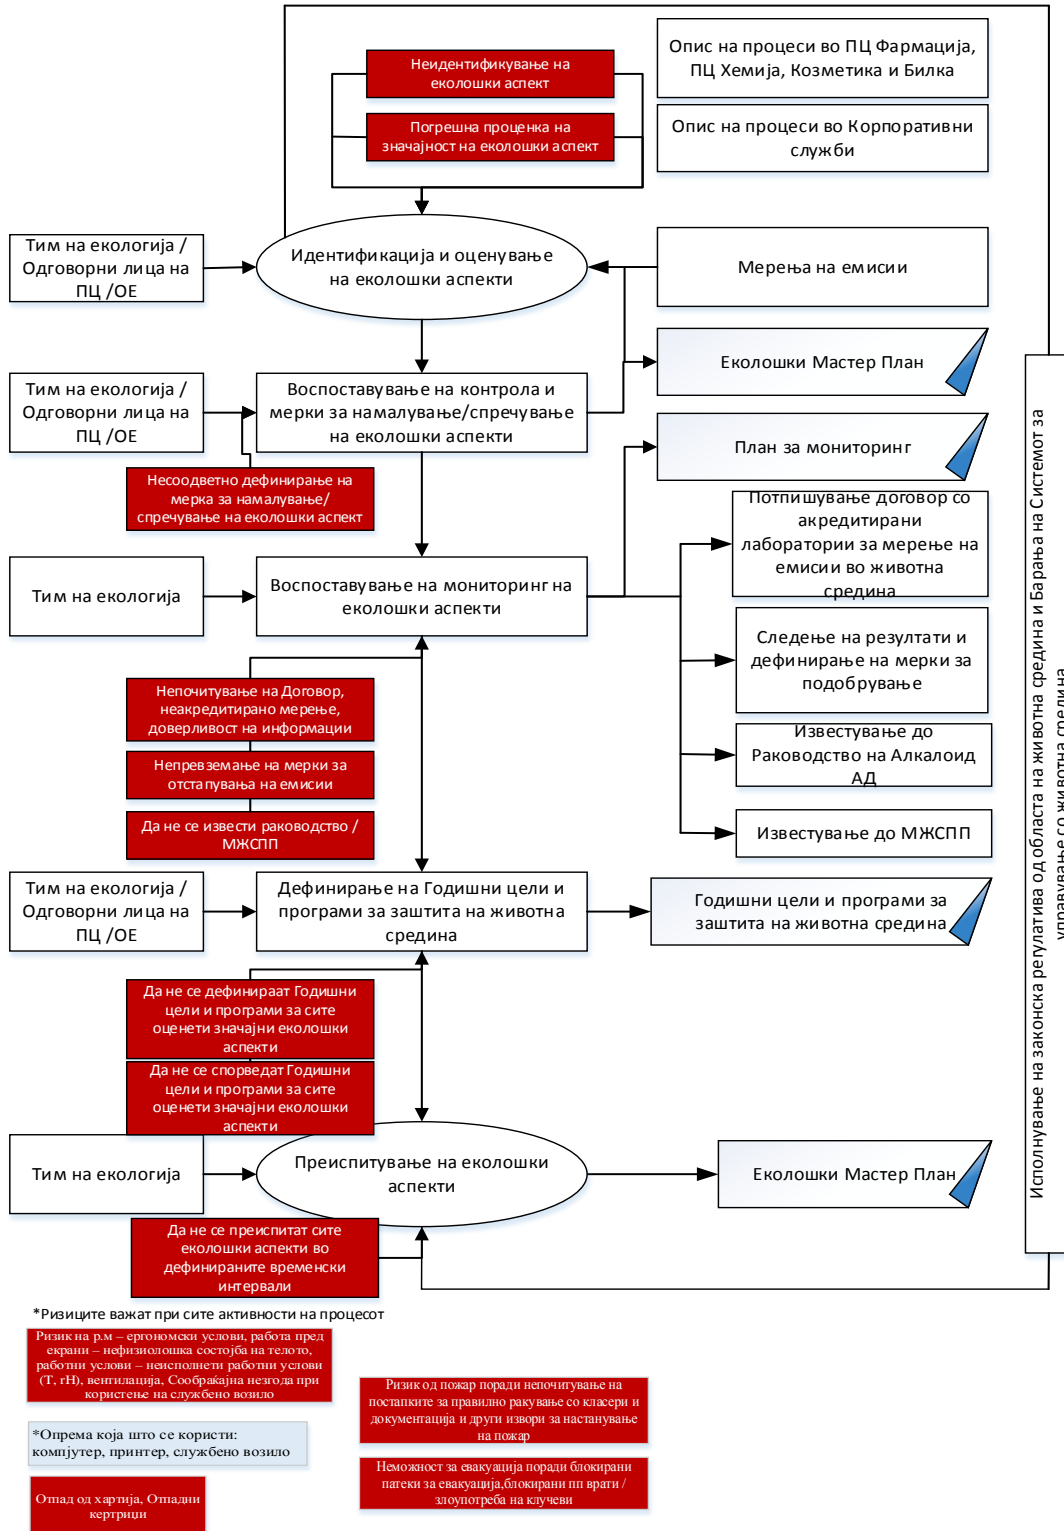 Неидентификување на
еколошки аспект
Опис на процеси во ПЦ Фармација,
ПЦ Хемија, Козметика и Билка
Погрешна проценка на
значајност на еколошки аспект
Опис на процеси во Корпоративни
служби
Тим на екологија /
Одговорни лица на
ПЦ /ОЕ
Идентификација и оценување
на еколошки аспекти
Мерења на емисии
Еколошки Мастер План
Тим на екологија /
Одговорни лица на
ПЦ /ОЕ
Воспоставување на контрола и
мерки за намалување/спречување
на еколошки аспекти
План за мониторинг
Несоодветно дефинирање на
мерка за намалување/
спречување на еколошки аспект
Потпишување договор со
акредитирани
лаборатории за мерење на
емисии во животна
средина
Тим на екологија
Воспоставување на мониторинг на
еколошки аспекти
Следење на резултати и
дефинирање на мерки за
подобрување
Непочитување на Договор,
неакредитирано мерење,
доверливост на информации
Известување до
Раководство на Алкалоид
АД
Непревземање на мерки за
отстапувања на емисии
Да не се извести раководство /
МЖСПП
Известување до МЖСПП
Тим на екологија /
Одговорни лица на
ПЦ /ОЕ
Дефинирање на Годишни цели и
програми за заштита на животна
средина
Годишни цели и програми за
заштита на животна средина
Да не се дефинираат Годишни
цели и програми за сите
оценети значајни еколошки
аспекти
Да не се спорведат Годишни
цели и програми за сите
оценети значајни еколошки
аспекти
Тим на екологија
Преиспитување на еколошки
аспекти
Еколошки Мастер План
Да не се преиспитат сите
еколошки аспекти во
дефинираните временски
интервали
Исполнување на законска регулатива од областа на животна средина и Барања на Системот за
управување со животна средина
*Ризиците важат при сите активности на процесот
Ризик на р.м – ергономски услови, работа пред
екрани – нефизиолошка состојба на телото,
работни услови – неисполнети работни услови
(Т, rH), вентилација, Сообраќајна незгода при
користење на службено возило
Ризик од пожар поради непочитување на
постапките за правилно ракување со класери и
документација и други извори за настанување
на пожар
*Опрема која што се користи:
компјутер, принтер, службено возило
Неможност за евакуација поради блокирани
патеки за евакуација,блокирани пп врати /
злоупотреба на клучеви
Отпад од хартија, Отпадни
кертриџи